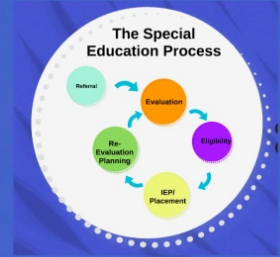 The Special
Education Process
Referral
Evaluation
Eligibility
IEP/
Placement
Re-
Evaluation
Planning